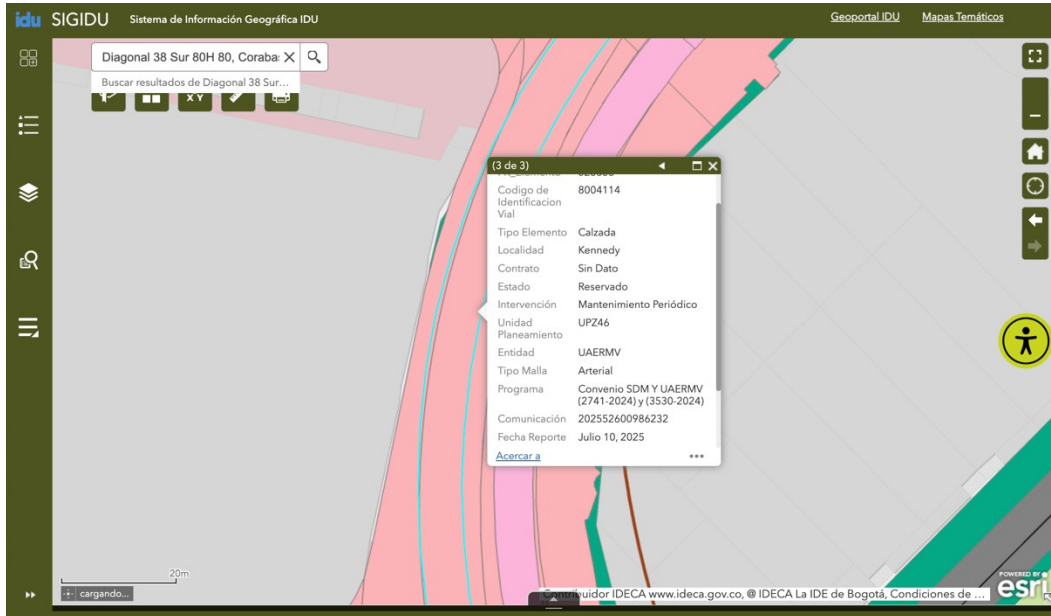 idu SIGIDU Sistema de Información Geográfica IDU
Geoportal IDU Mapas Temáticos
Diagonal 38 Sur 80H 80, Coraba
Buscar resultados de Diagonal 38 Sur...
X Y
(3 de 3)
Codigo de Identificacion Vial 8004114
Tipo Elemento Calzada
Localidad Kennedy
Contrato Sin Dato
Estado Reservado
Intervención Mantenimiento Periódico
Unidad Planeamiento UPZ46
Entidad UAERMV
Tipo Malla Arterial
Programa Convenio SDM Y UAERMV (2741-2024) y (3530-2024)
Comunicación 202552600986232
Fecha Reporte Julio 10, 2025
Acercar a
20m
cargando...
Contribuidor IDECA www.ideca.gov.co, @ IDECA La IDE de Bogotá, Condiciones de ...
POWERED BY
esri